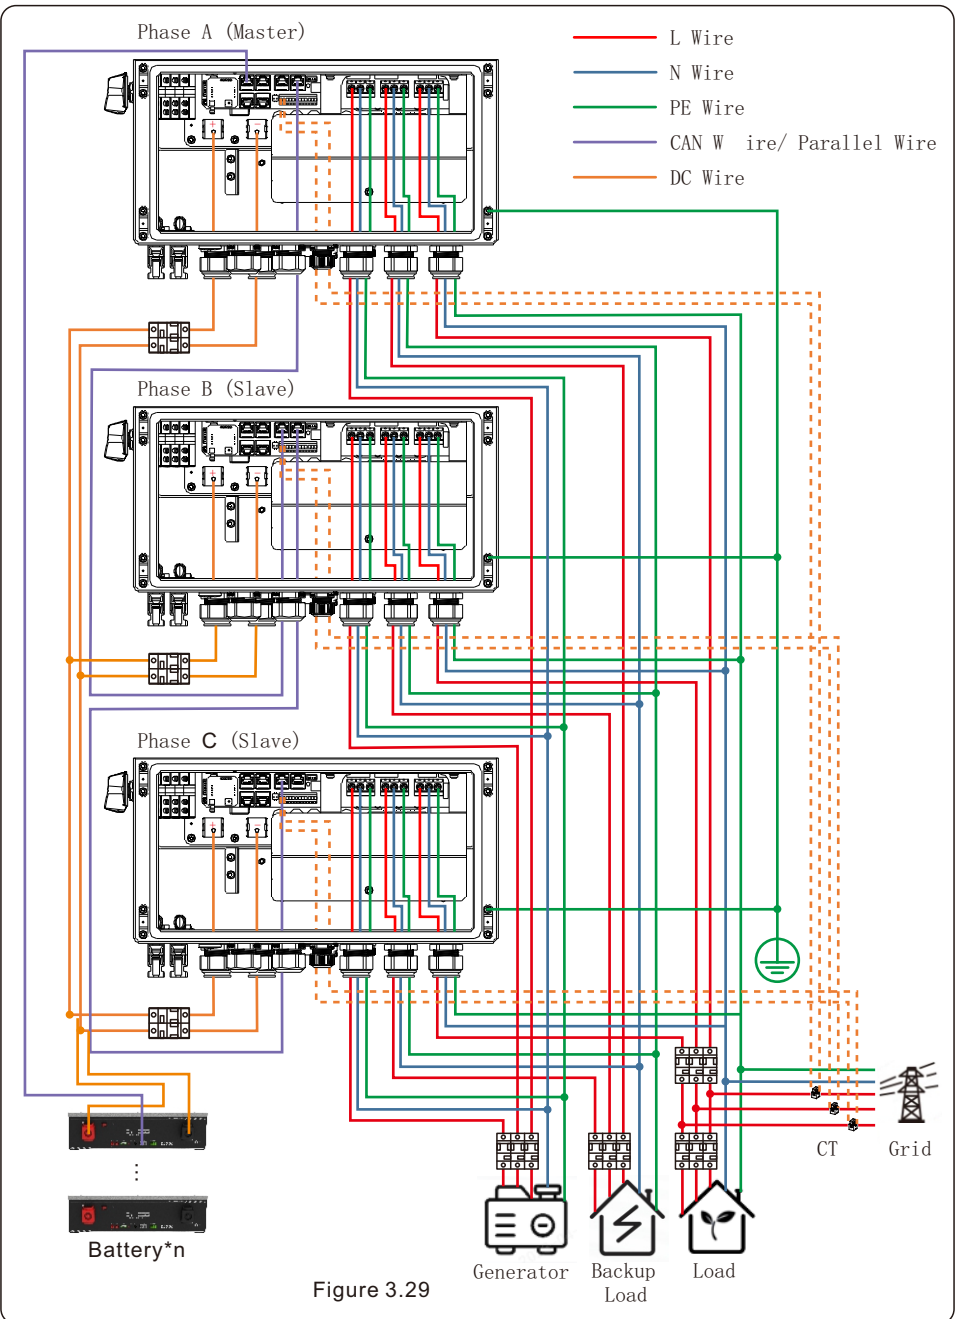 Phase A (Master)
L Wire
N Wire
PE Wire
CAN W ire/ Parallel Wire
DC Wire
Phase B (Slave)
Phase C (Slave)
CT
Grid
Battery*n
Generator
Backup
Load
Load
Figure 3.29